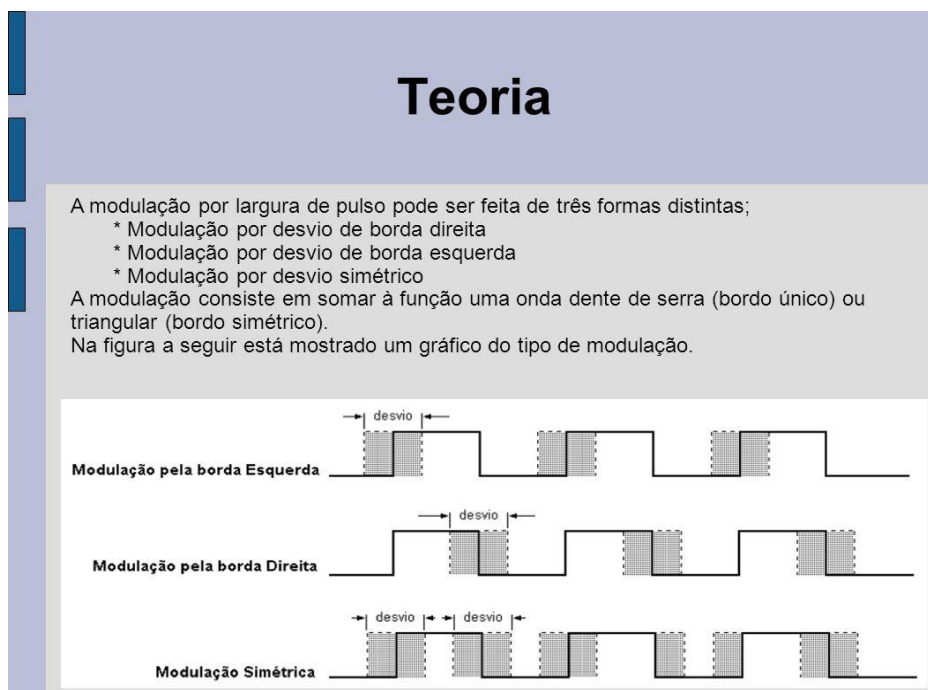 Teoria
A modulação por largura de pulso pode ser feita de três formas distintas;
* Modulação por desvio de borda direita
* Modulação por desvio de borda esquerda
* Modulação por desvio simétrico
A modulação consiste em somar à função uma onda dente de serra (bordo único) ou
triangular (bordo simétrico).
Na figura a seguir está mostrado um gráfico do tipo de modulação.
desvio
Modulação pela borda Esquerda
desvio
Modulação pela borda Direita
desvio desvio
Modulação Simétrica